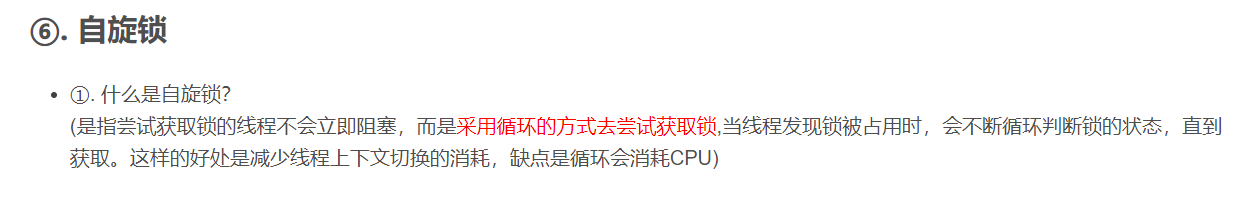 ⑥. 自旋锁
①. 什么是自旋锁?
(是指尝试获取锁的线程不会立即阻塞，而是采用循环的方式去尝试获取锁,当线程发现锁被占用时，会不断循环判断锁的状态，直到
获取。这样的好处是减少线程上下文切换的消耗，缺点是循环会消耗CPU)